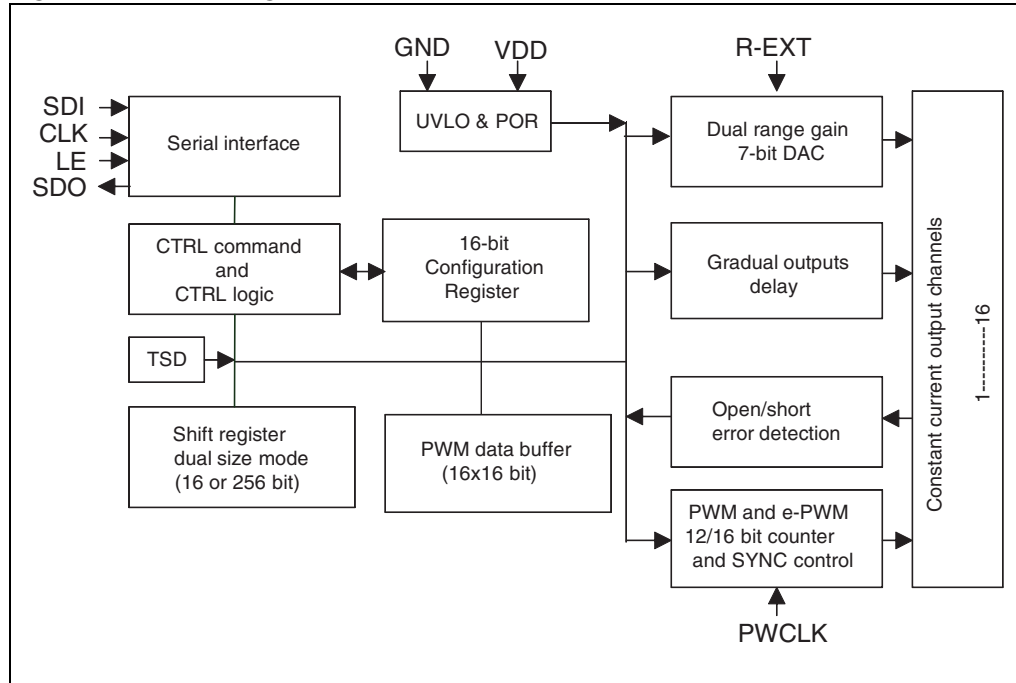 GND
VDD
R-EXT
SDI
CLK
LE
SDO
Serial interface
UVLO & POR
Dual range gain
7-bit DAC
CTRL command
and
CTRL logic
16-bit
Configuration
Register
Gradual outputs
delay
TSD
Shift register
dual size mode
(16 or 256 bit)
PWM data buffer
(16x16 bit)
Open/short
error detection
PWM and e-PWM
12/16 bit counter
and SYNC control
PWCLK
Constant current output channels
1----------16